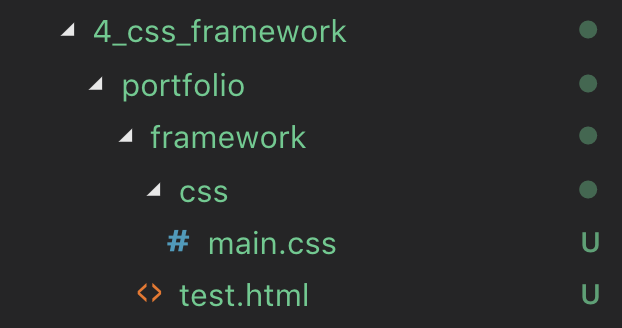 4_css_framework
portfolio
framework
css
# main.css U
<> test.html U